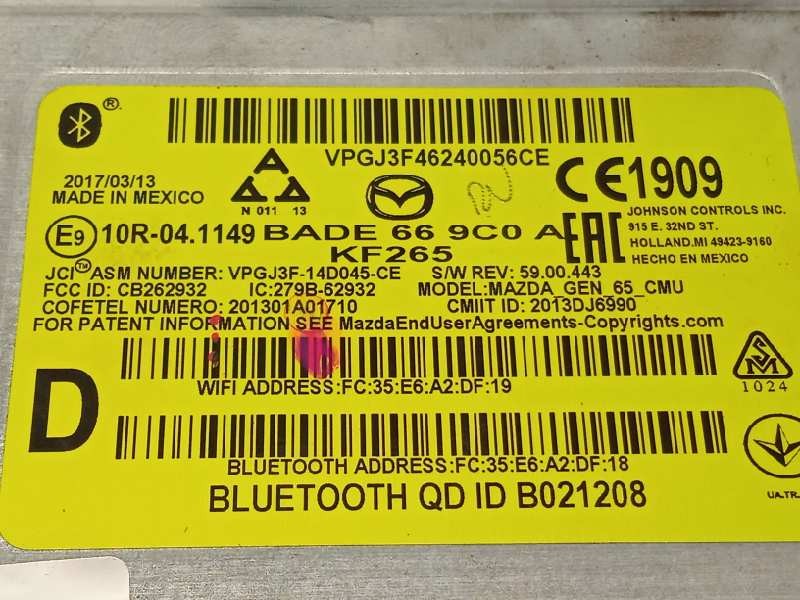 ®
VPGJ3F46240056CE
2017/03/13
MADE IN MEXICO
N 011 13
CE1909
JOHNSON CONTROLS INC.
915 E. 32ND ST.
HOLLAND.MI 49423-9160
HECHO EN MEXICO
E9 10R-04.1149 BADE 66 9C0 A EAC
KF265
JCI ASM NUMBER: VPGJ3F-14D045-CE S/W REV: 59.00.443
FCC ID: CB262932 IC:279B-62932 MODEL:MAZDA_GEN_65_CMU
COFETEL NUMERO: 201301A01710 CMIIT ID: 2013DJ6990
FOR PATENT INFORMATION SEE MazdaEndUserAgreements-Copyrights.com
WIFI ADDRESS:FC:35:E6:A2:DF:19
D
1024
BLUETOOTH ADDRESS:FC:35:E6:A2:DF:18
BLUETOOTH QD ID B021208
UA.TR.